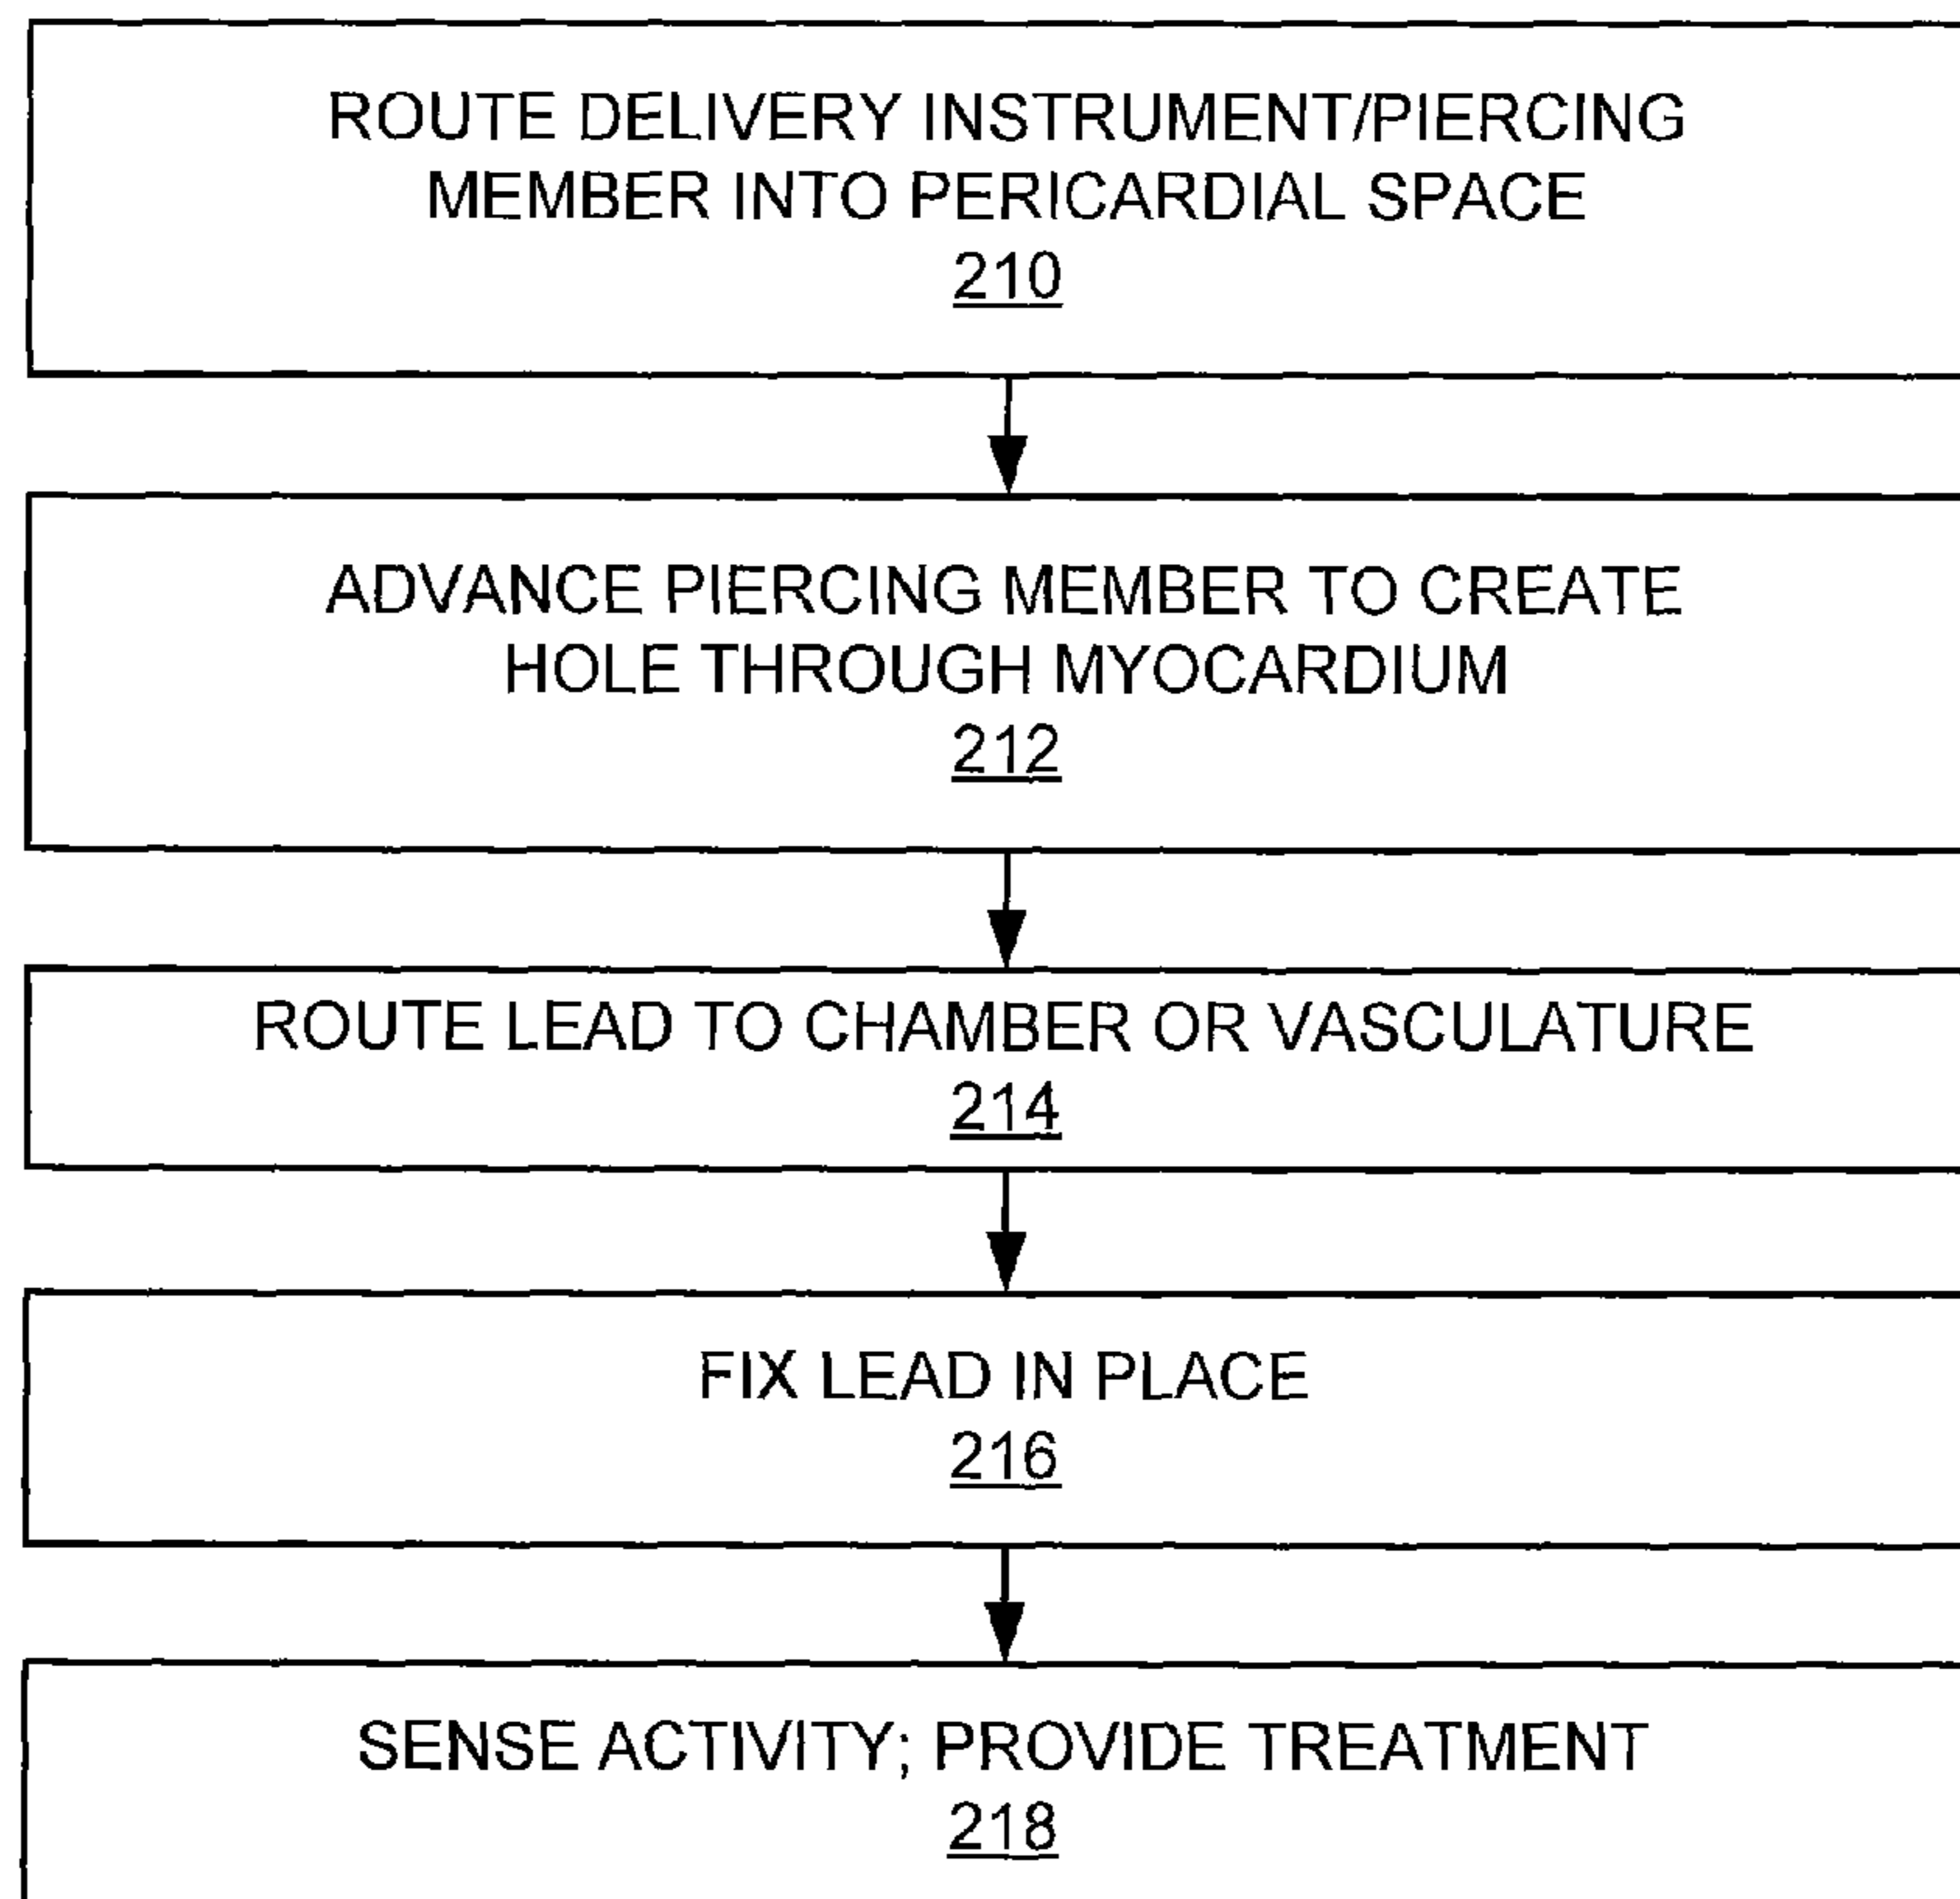 ROUTE DELIVERY INSTRUMENT/PIERCING
MEMBER INTO PERICARDIAL SPACE
210
ADVANCE PIERCING MEMBER TO CREATE
HOLE THROUGH MYOCARDIUM
212
ROUTE LEAD TO CHAMBER OR VASCULATURE
214
FIX LEAD IN PLACE
216
SENSE ACTIVITY; PROVIDE TREATMENT
218